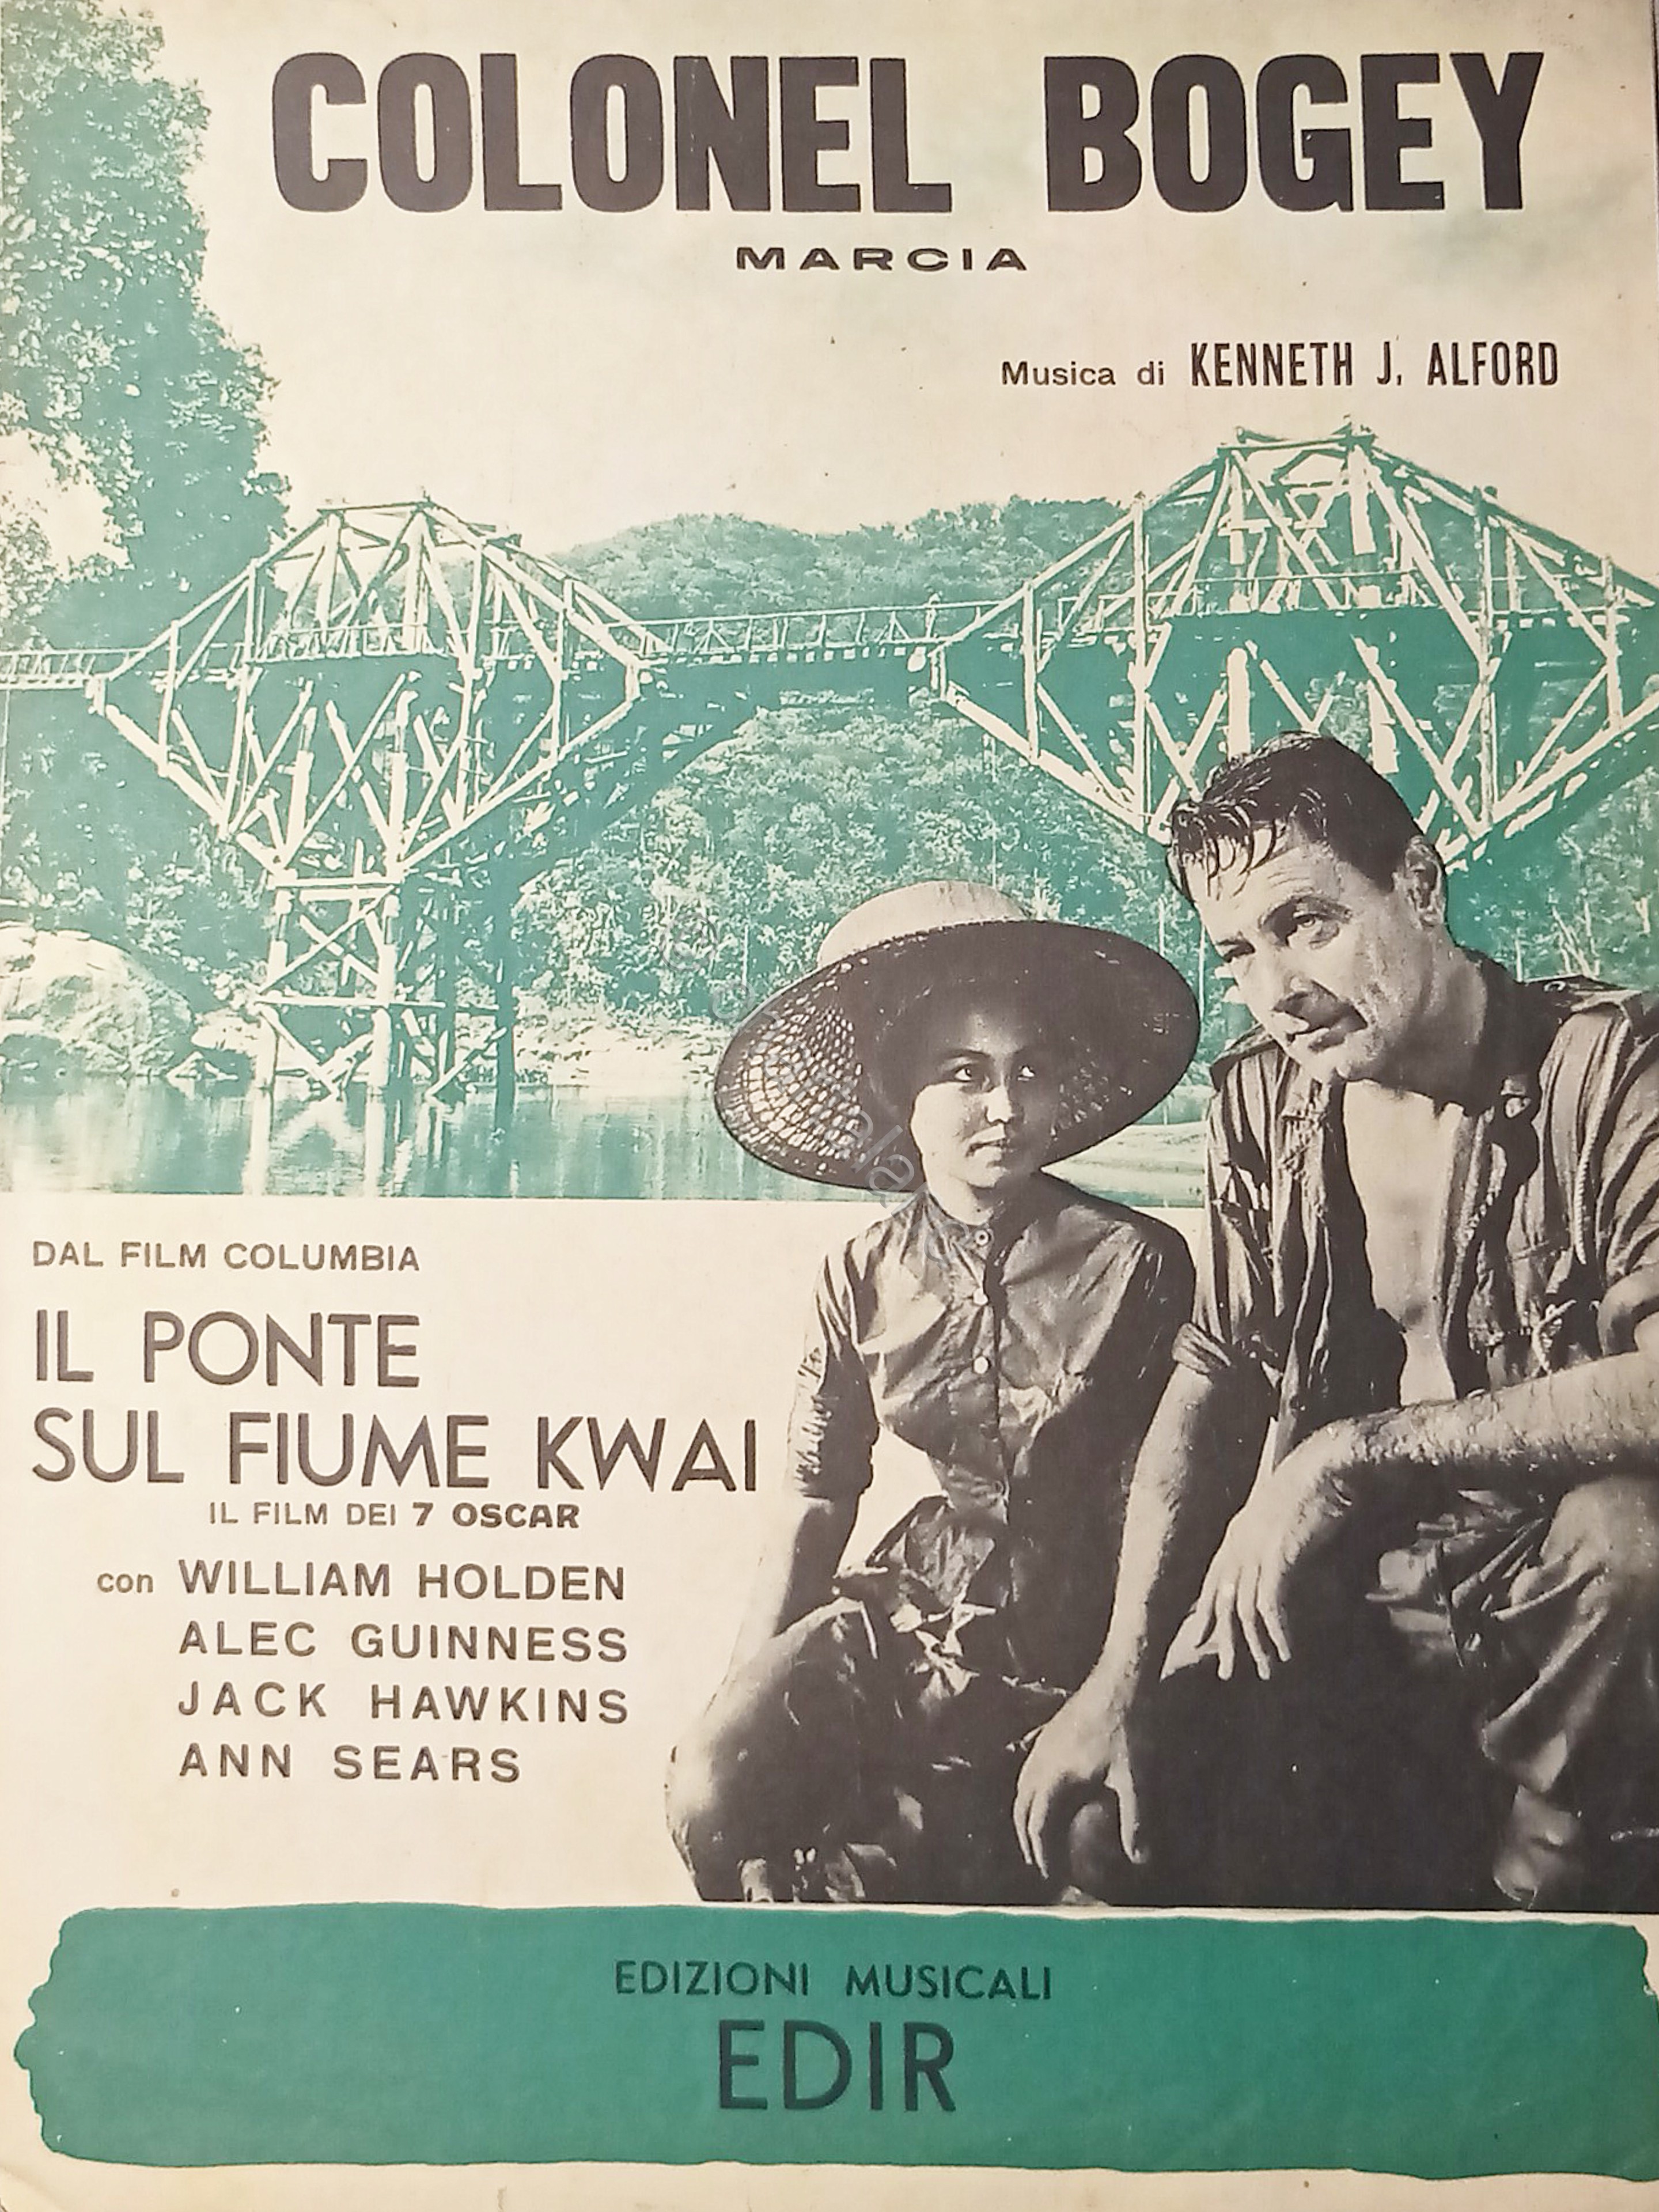 COLONEL BOGEY
MARCIA
Musica di KENNETH J. ALFORD
DAL FILM COLUMBIA
IL PONTE
SUL FIUME KWAI
IL FILM DEI 7 OSCAR
con WILLIAM HOLDEN
ALEC GUINNESS
JACK HAWKINS
ANN SEARS
EDIZIONI MUSICALI
EDIR